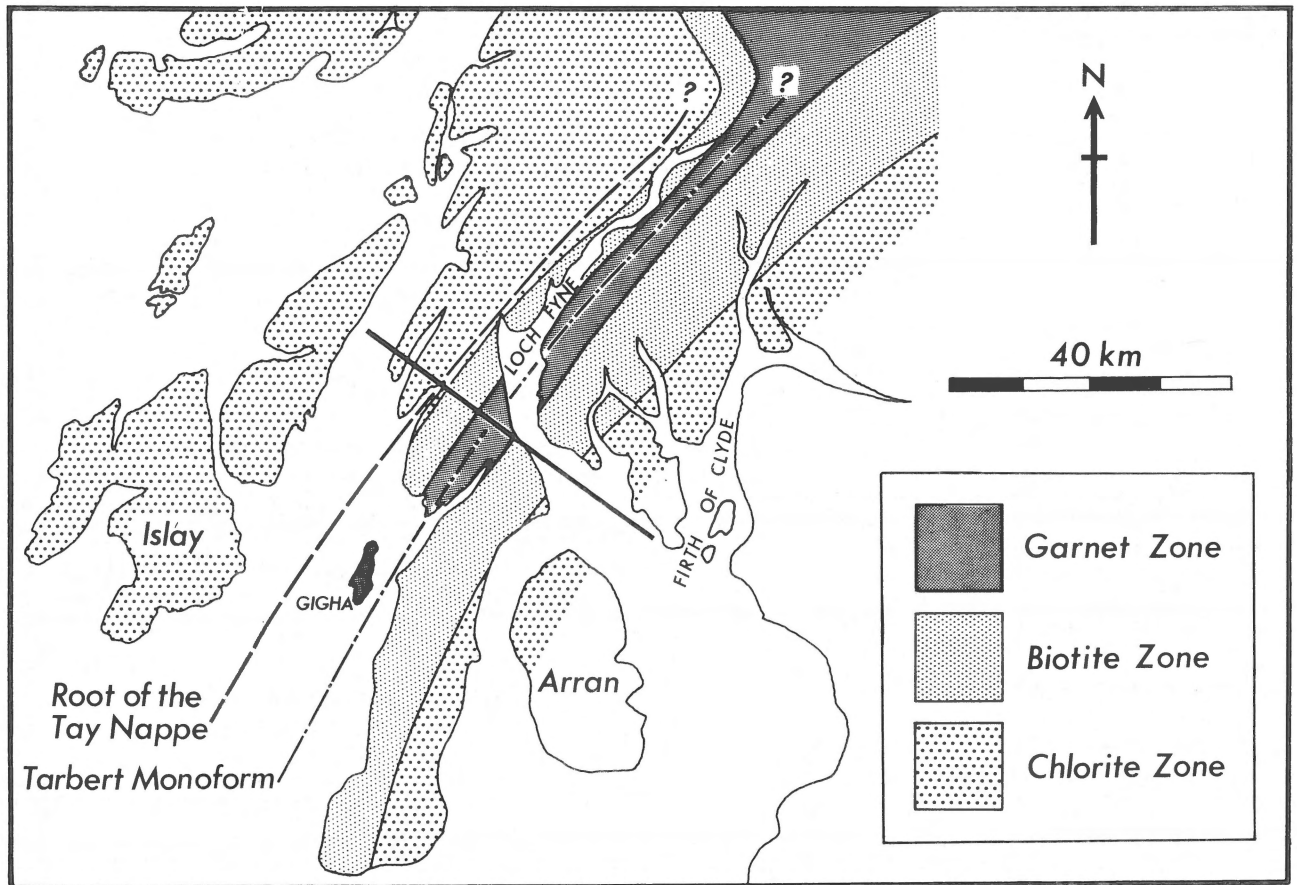 ?
?
N
LOCH FYNE
40 km
FIRTH OF CLYDE
Isláy
GIGHA
Arran
Root of the
Tay Nappe
Tarbert Monoform
Garnet Zone
Biotite Zone
Chlorite Zone